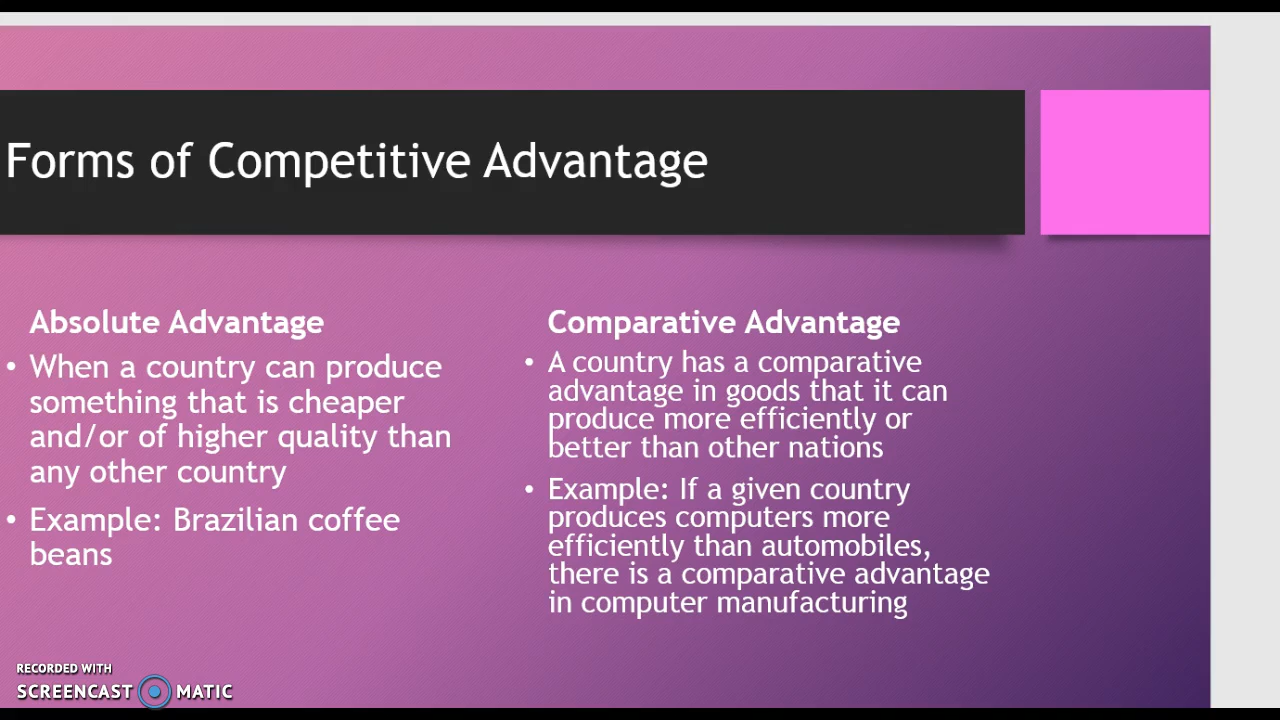 Forms of Competitive Advantage
Absolute Advantage
• When a country can produce
something that is cheaper
and/or of higher quality than
any other country
• Example: Brazilian coffee
beans
Comparative Advantage
• A country has a comparative
advantage in goods that it can
produce more efficiently or
better than other nations
• Example: If a given country
produces computers more
efficiently than automobiles,
there is a comparative advantage
in computer manufacturing
RECORDED WITH
SCREENCAST MATIC